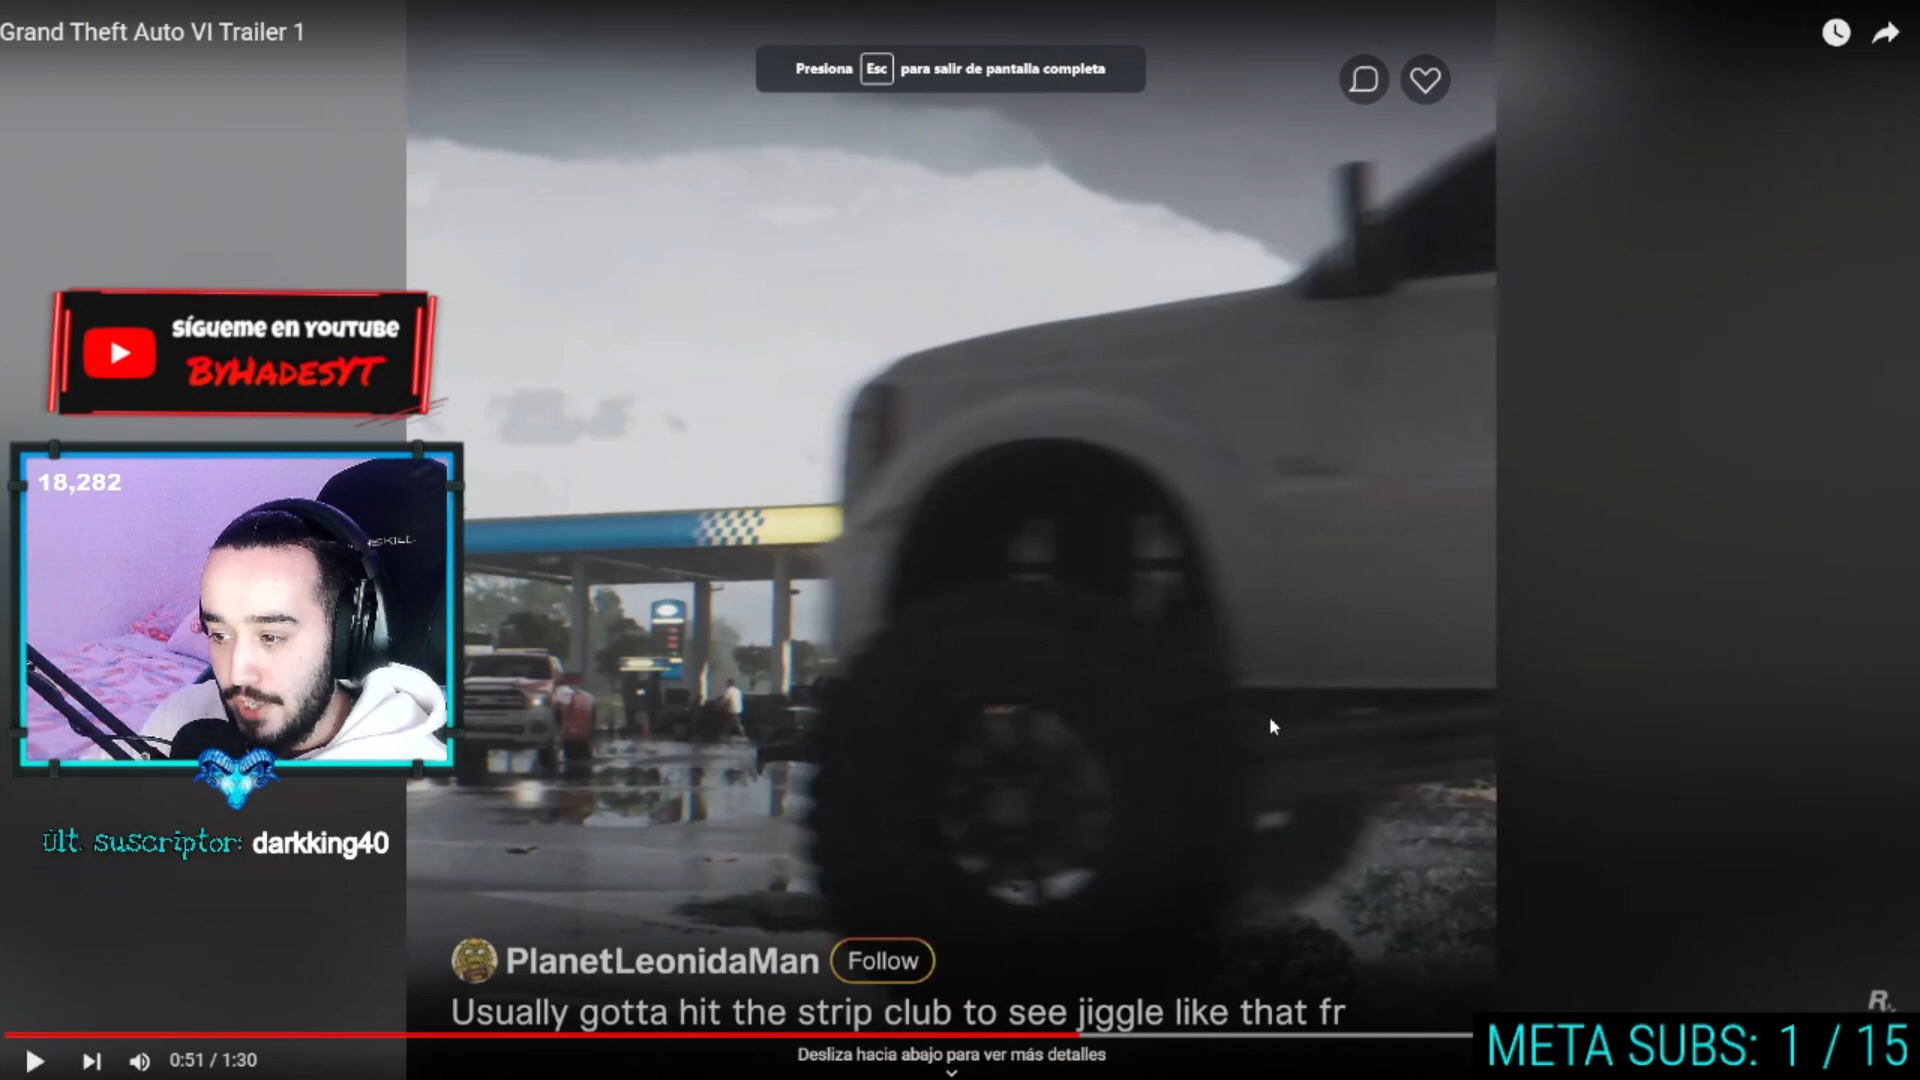 Grand Theft Auto VI Trailer 1
Presiona Esc para salir de pantalla completa
síGueme en YouTuBe
ByHadesYT
18,282
Últ. suscriptor: darkking40
PlanetLeonidaMan Follow
Usually gotta hit the strip club to see jiggle like that fr
0:51 / 1:30
Desliza hacia abajo para ver más detalles
META SUBS: 1 / 15